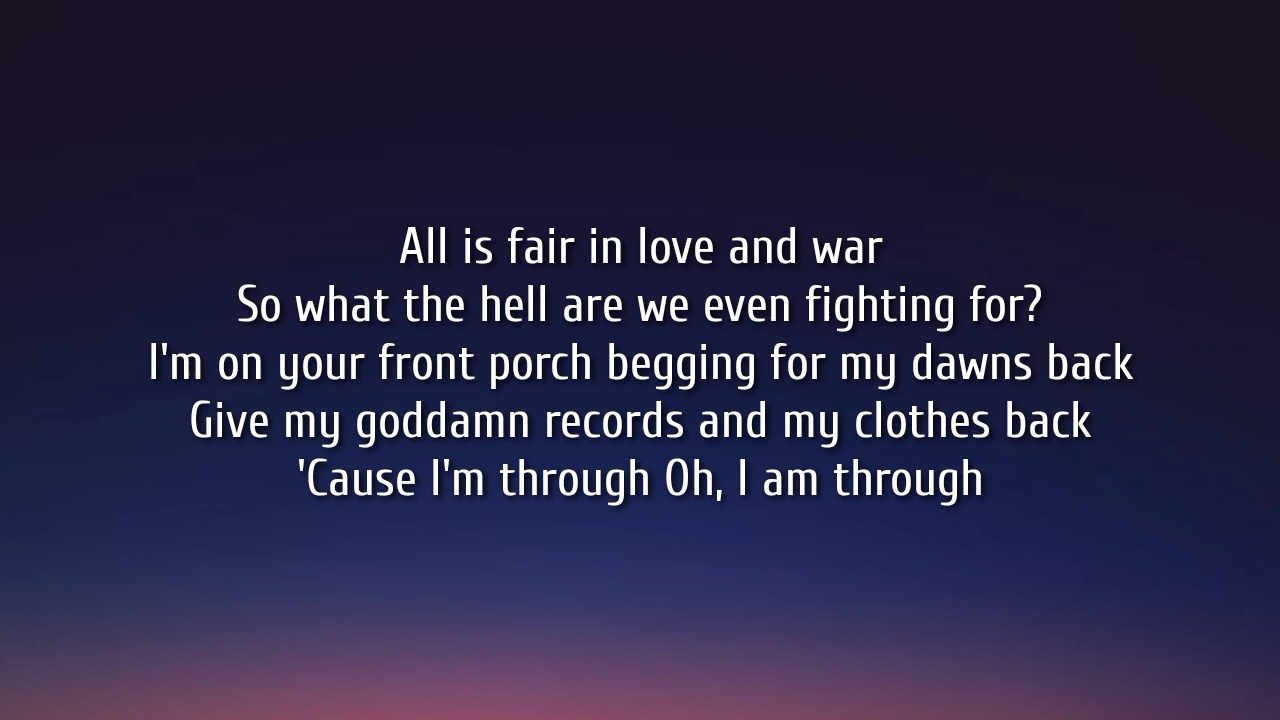 All is fair in love and war
So what the hell are we even fighting for?
I'm on your front porch begging for my dawns back
Give my goddamn records and my clothes back
'Cause I'm through Oh, I am through